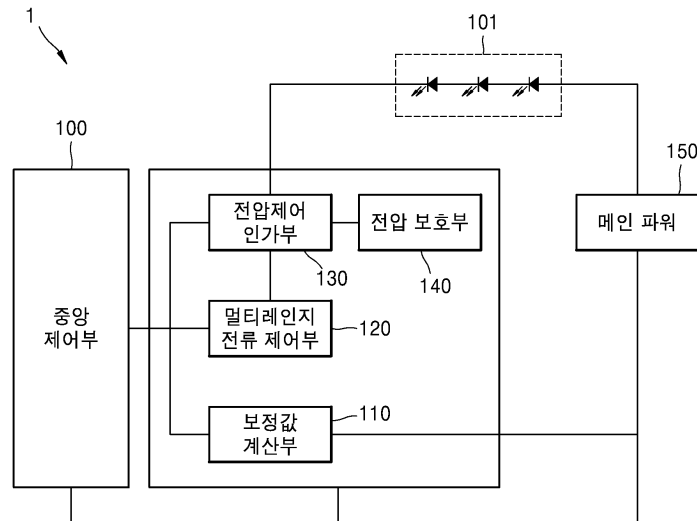 1
101
100
150
전압제어
인가부
전압 보호부
메인 파워
130
140
중앙
제어부
멀티레인지
전류 제어부
120
보정값
계산부
110